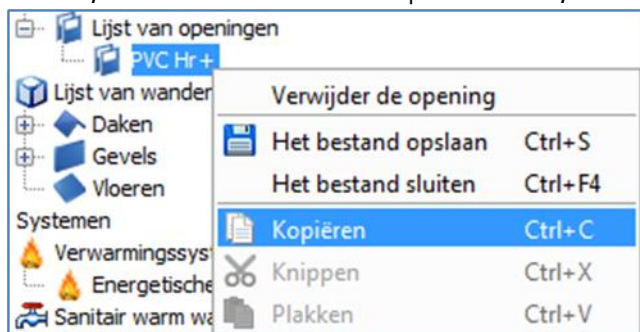 Lijst van openingen
PVC Hr+
Lijst van wander
Verwijder de opening
Daken
Het bestand opslaan Ctrl+S
Gevels
Het bestand sluiten Ctrl+F4
Vloeren
Systemen
Kopiëren Ctrl+C
Verwarmingssyst
Knippen Ctrl+X
Energetische
Plakken Ctrl+V
Sanitair warm wa